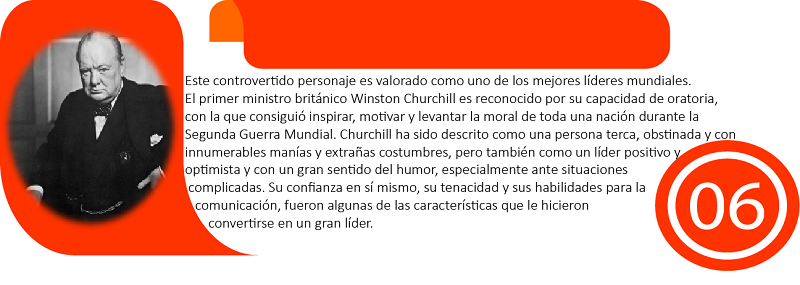 Este controvertido personaje es valorado como uno de los mejores líderes mundiales.
El primer ministro británico Winston Churchill es reconocido por su capacidad de oratoria,
con la que consiguió inspirar, motivar y levantar la moral de toda una nación durante la
Segunda Guerra Mundial. Churchill ha sido descrito como una persona terca, obstinada y con
innumerables manías y extrañas costumbres, pero también como un líder positivo y
optimista y con un gran sentido del humor, especialmente ante situaciones
complicadas. Su confianza en sí mismo, su tenacidad y sus habilidades para la
comunicación, fueron algunas de las características que le hicieron
convertirse en un gran líder.
06